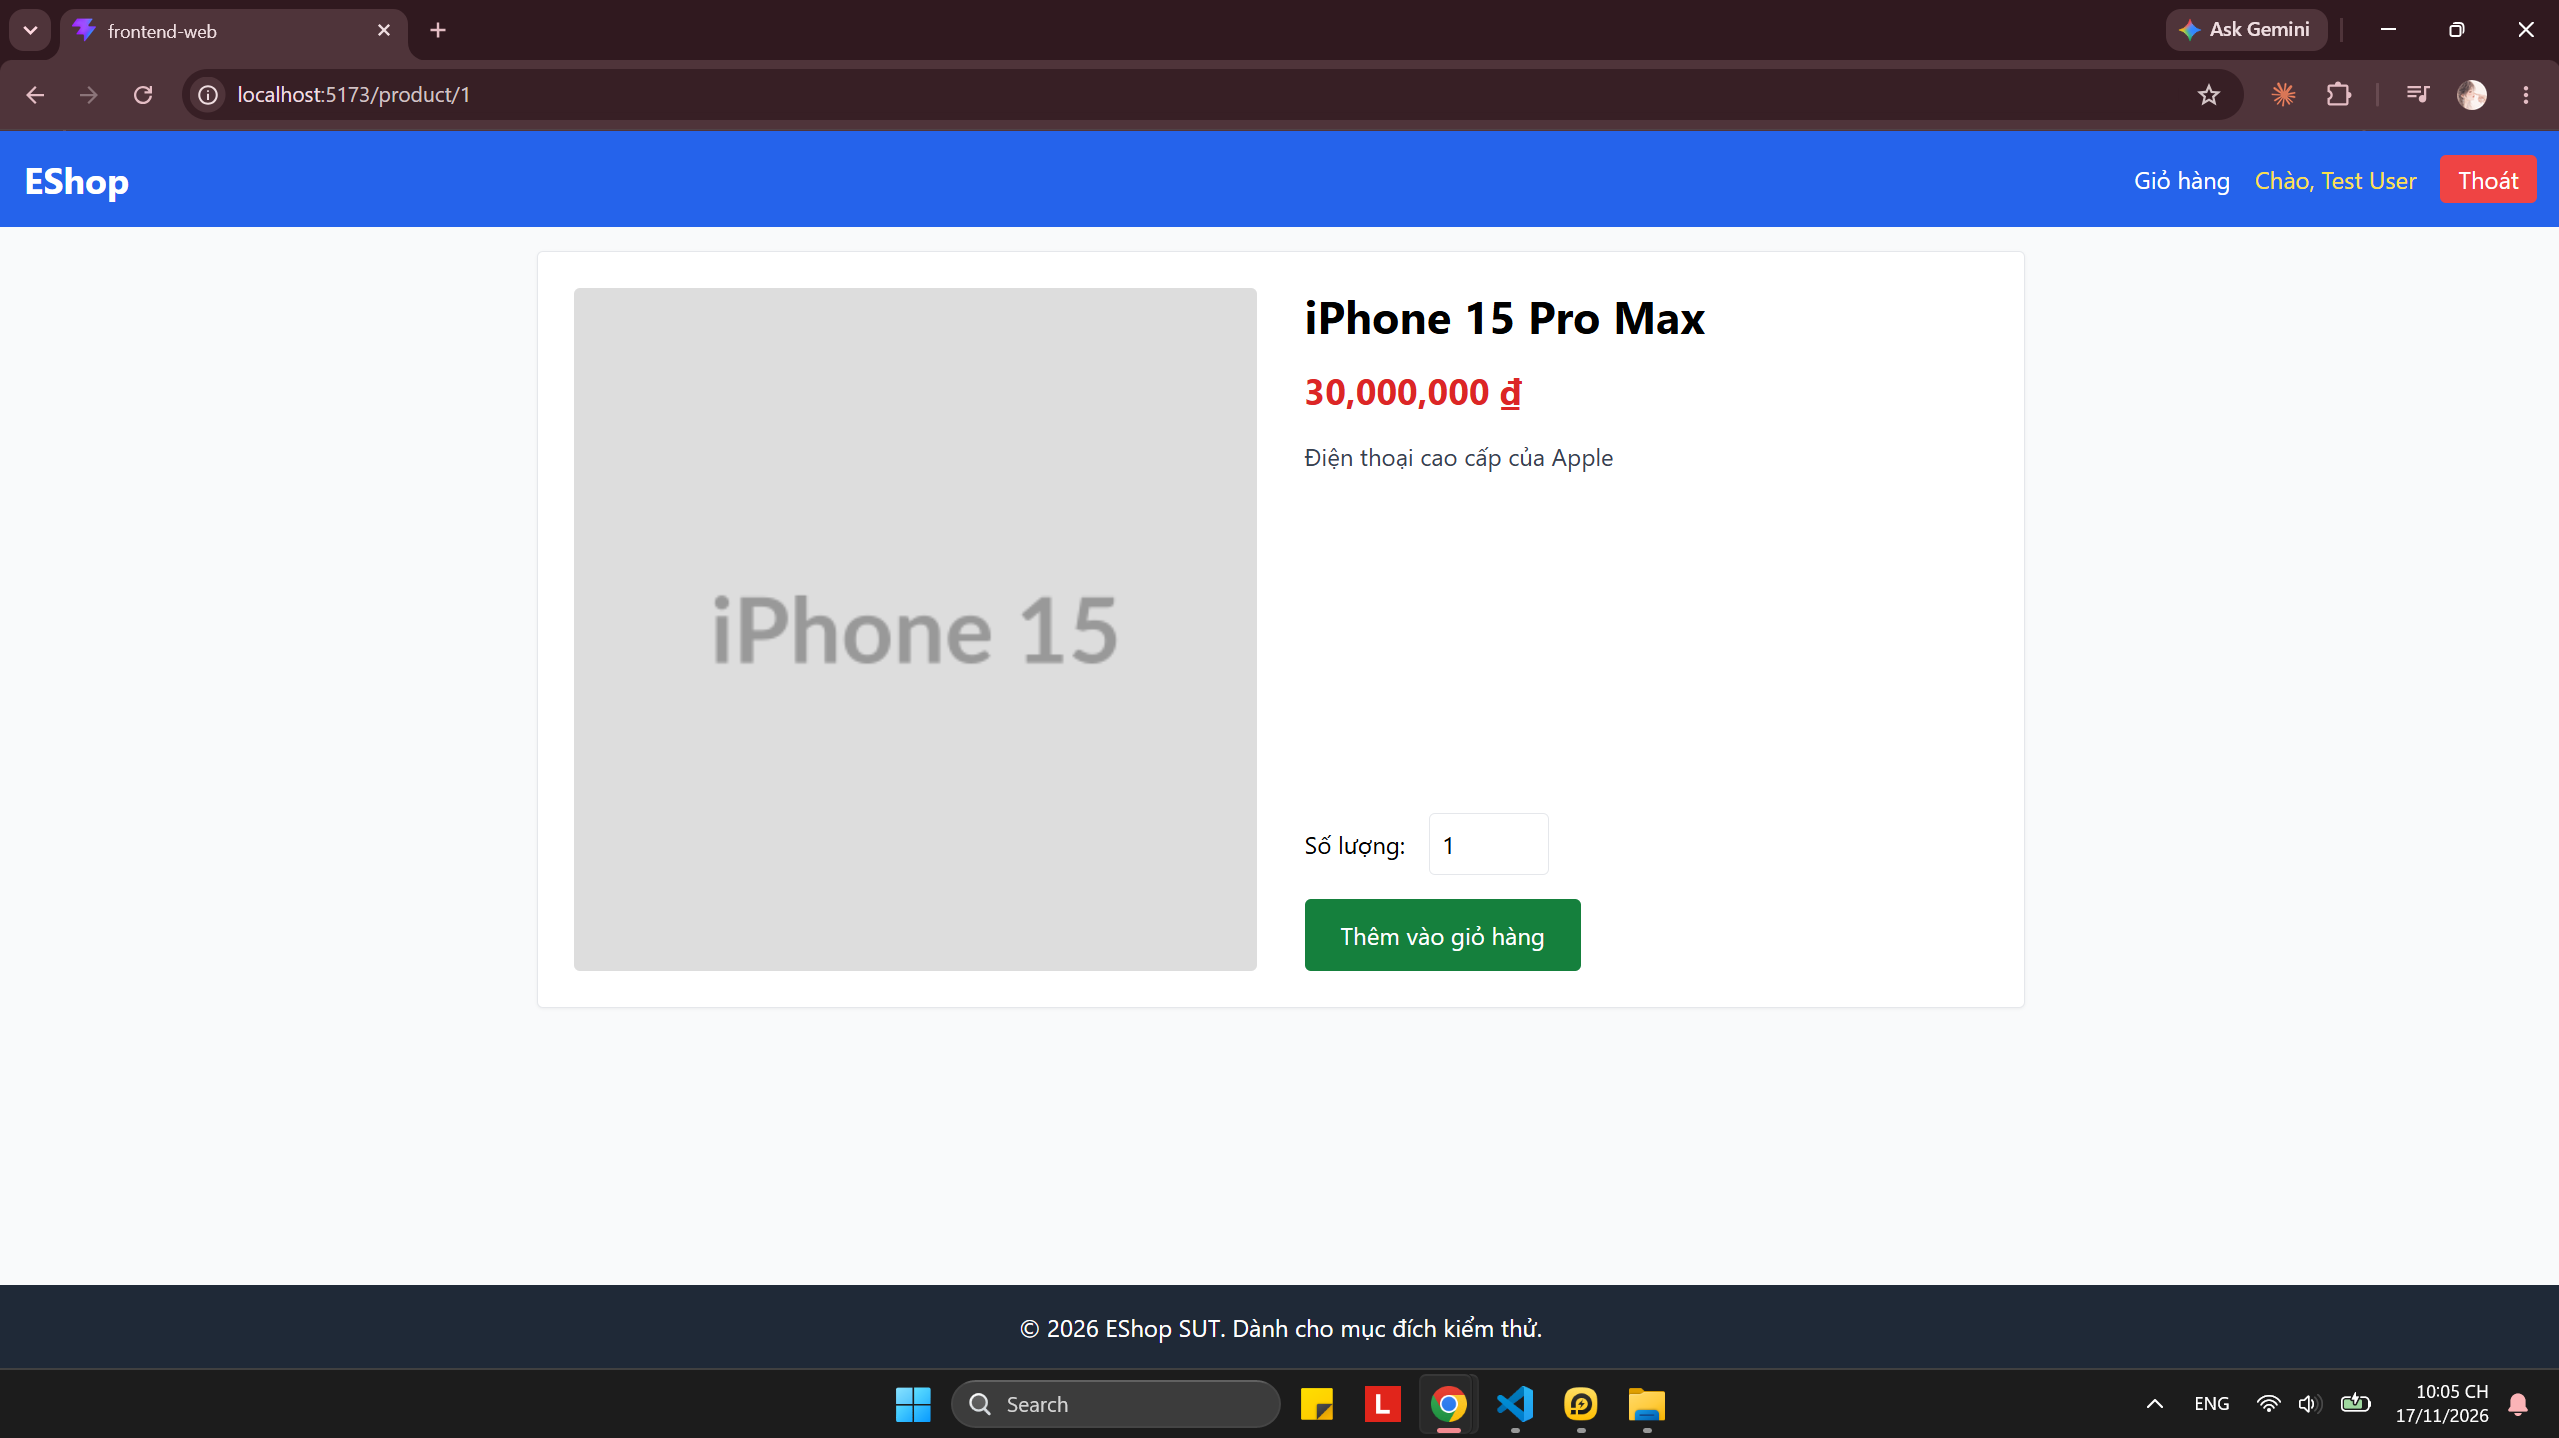 frontend-web
Ask Gemini
localhost:5173/product/1
EShop
Giỏ hàng
Chào, Test User
Thoát
iPhone 15
iPhone 15 Pro Max
30,000,000 ₫
Điện thoại cao cấp của Apple
Số lượng:
1
Thêm vào giỏ hàng
© 2026 EShop SUT. Dành cho mục đích kiểm thử.
Search
L
ENG
10:05 CH
17/11/2026